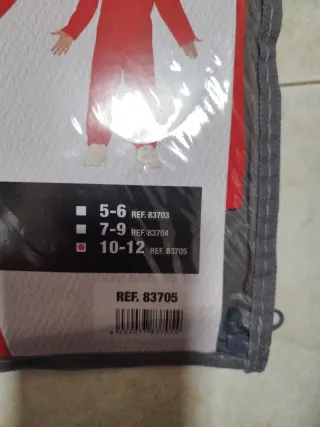 5-6 REF. 83703
7-9 REF. 83704
10-12 REF. 83705
REF. 83705